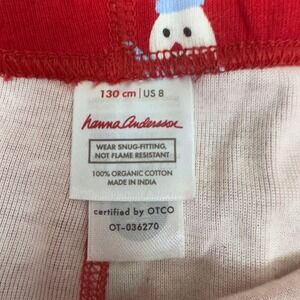 130 cm | US 8
hanna andersson
WEAR SNUG-FITTING,
NOT FLAME RESISTANT
100% ORGANIC COTTON
MADE IN INDIA
certified by OTCO
OT-036270